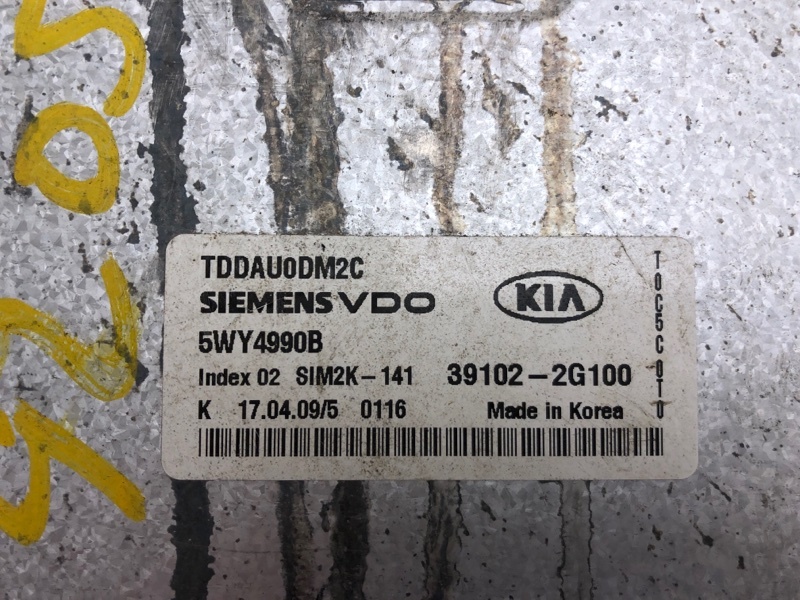 TDDAU0DM2C
SIEMENS VDO
KIA
5WY4990B
Index 02 SIM2K-141
39102-2G100
K 17.04.09/5 0116
Made in Korea